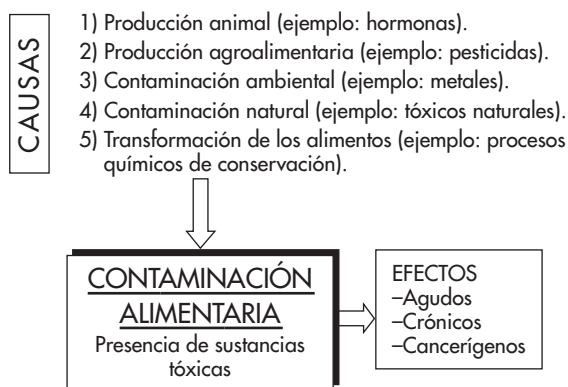 CAUSAS
1) Producción animal (ejemplo: hormonas).
2) Producción agroalimentaria (ejemplo: pesticidas).
3) Contaminación ambiental (ejemplo: metales).
4) Contaminación natural (ejemplo: tóxicos naturales).
5) Transformación de los alimentos (ejemplo: procesos
químicos de conservación).
CONTAMINACIÓN
ALIMENTARIA
Presencia de sustancias
tóxicas
EFECTOS
–Agudos
–Crónicos
–Cancerígenos